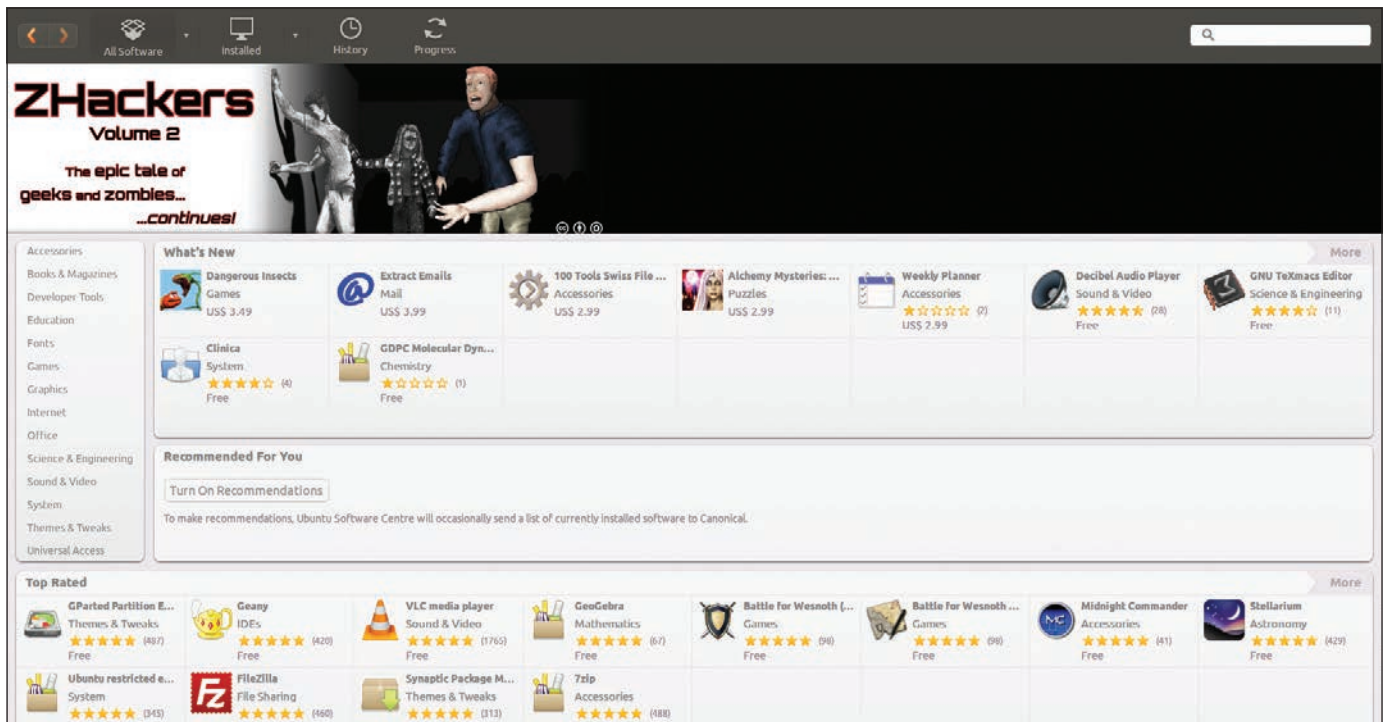 All Software
Installed
History
Progress
ZHackers
Volume 2
The epic tale of
geeks and zombies...
...continues!
Accessories
Books & Magazines
Developer Tools
Education
Fonts
Games
Graphics
Internet
Office
Science & Engineering
Sound & Video
System
Themes & Tweaks
Universal Access
What's New
More
Dangerous Insects
Games
US$ 3.49
Extract Emails
Mail
US$ 3.99
100 Tools Swiss File ...
Accessories
US$ 2.99
Alchemy Mysteries: ...
Puzzles
US$ 2.99
Weekly Planner
Accessories
(2)
US$ 2.99
Decibel Audio Player
Sound & Video
(28)
Free
GNU TeXmacs Editor
Science & Engineering
(11)
Free
Clinica
System
(4)
Free
GDPC Molecular Dyn...
Chemistry
(1)
Free
Recommended For You
Turn On Recommendations
To make recommendations, Ubuntu Software Centre will occasionally send a list of currently installed software to Canonical.
Top Rated
More
GParted Partition E...
Themes & Tweaks
(487)
Free
Geany
IDEs
(420)
Free
VLC media player
Sound & Video
(1765)
Free
GeoGebra
Mathematics
(67)
Free
Battle for Wesnoth (...
Games
(98)
Free
Battle for Wesnoth ...
Games
(98)
Free
MC
Midnight Commander
Accessories
(41)
Free
Stellarium
Astronomy
(429)
Free
Ubuntu restricted e...
System
(345)
Fz
FileZilla
File Sharing
(460)
Synaptic Package M...
Themes & Tweaks
(313)
7zip
Accessories
(488)